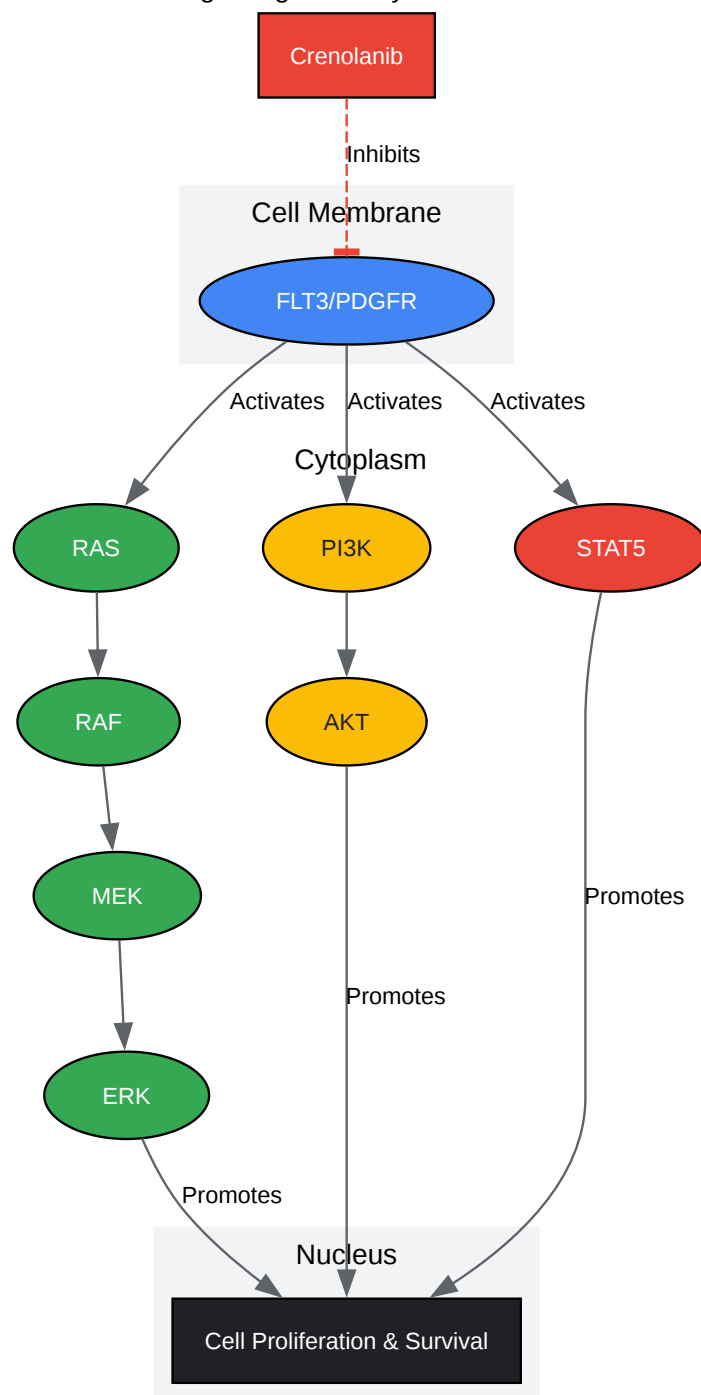 Crenolanib
Inhibits
Cell Membrane
FLT3/PDGFR
Activates
Activates
Activates
Cytoplasm
RAS
PI3K
STAT5
RAF
AKT
MEK
Promotes
Promotes
ERK
Promotes
Nucleus
Cell Proliferation & Survival